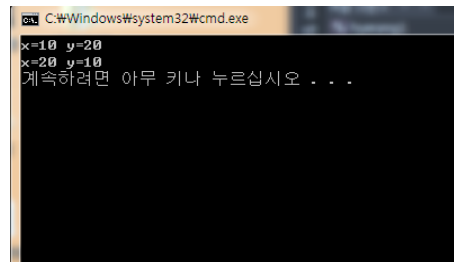 C:₩Windows₩system32₩cmd.exe
x=10 y=20
x=20 y=10
계속하려면 아무 키나 누르십시오 . . .